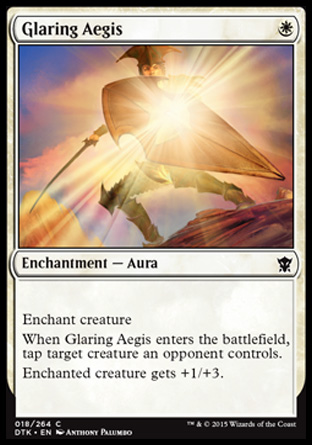 Glaring Aegis
Enchantment — Aura
Enchant creature
When Glaring Aegis enters the battlefield,
tap target creature an opponent controls.
Enchanted creature gets +1/+3.
018/264 C
DTK • EN Anthony Palumbo
™ & © 2015 Wizards of the Coast